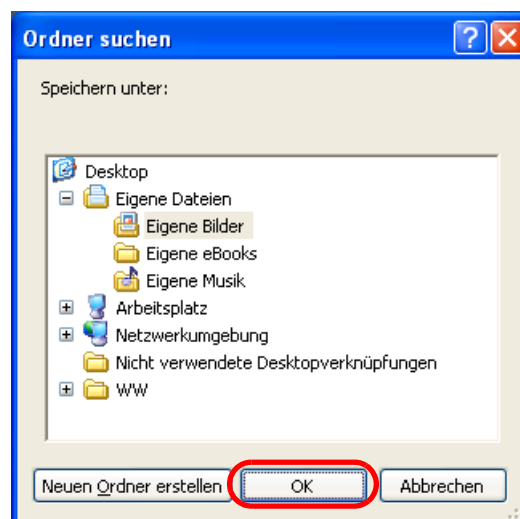 Ordner suchen
Speichern unter:
Desktop
Eigene Dateien
Eigene Bilder
Eigene eBooks
Eigene Musik
Arbeitsplatz
Netzwerkumgebung
Nicht verwendete Desktopverknüpfungen
WW
Neuen Ordner erstellen OK Abbrechen